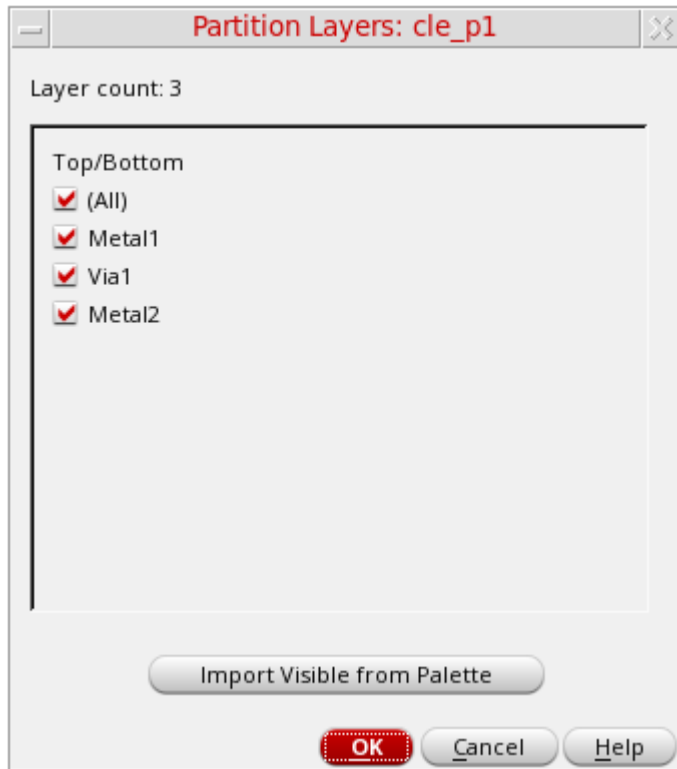 Partition Layers: cle_p1
Layer count: 3
Top/Bottom
(All)
Metal1
Via1
Metal2
Import Visible from Palette
OK Cancel Help